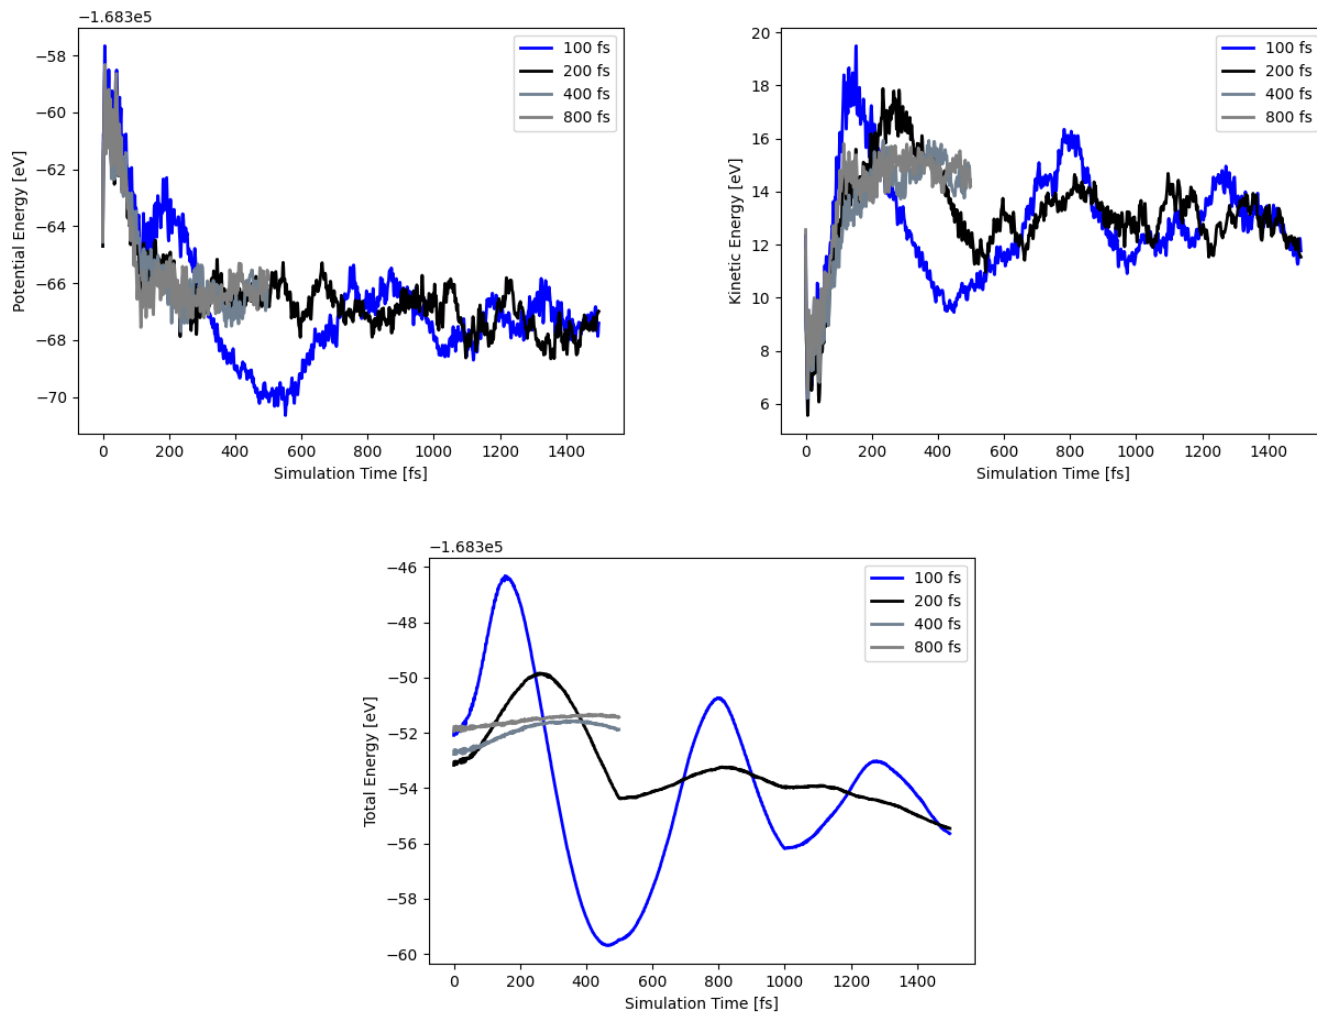 −1.683e5
−58
−60
−62
−64
−66
−68
−70
Potential Energy [eV]
0 200 400 600 800 1000 1200 1400
Simulation Time [fs]
100 fs
200 fs
400 fs
800 fs
20
18
16
14
12
10
8
6
Kinetic Energy [eV]
0 200 400 600 800 1000 1200 1400
Simulation Time [fs]
100 fs
200 fs
400 fs
800 fs
−1.683e5
−46
−48
−50
−52
−54
−56
−58
−60
Total Energy [eV]
0 200 400 600 800 1000 1200 1400
Simulation Time [fs]
100 fs
200 fs
400 fs
800 fs